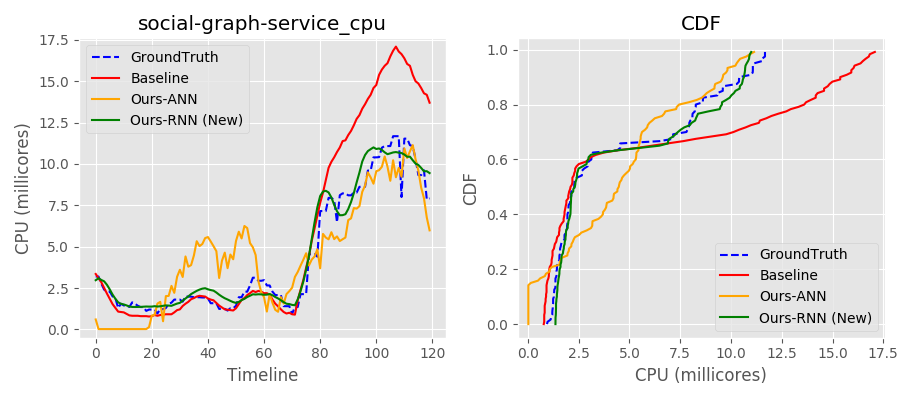 social-graph-service_cpu
17.5
15.0
12.5
10.0
7.5
5.0
2.5
0.0
CPU (millicores)
GroundTruth
Baseline
Ours-ANN
Ours-RNN (New)
0 20 40 60 80 100 120
Timeline
CDF
1.0
0.8
0.6
0.4
0.2
0.0
CDF
GroundTruth
Baseline
Ours-ANN
Ours-RNN (New)
0.0 2.5 5.0 7.5 10.0 12.5 15.0 17.5
CPU (millicores)